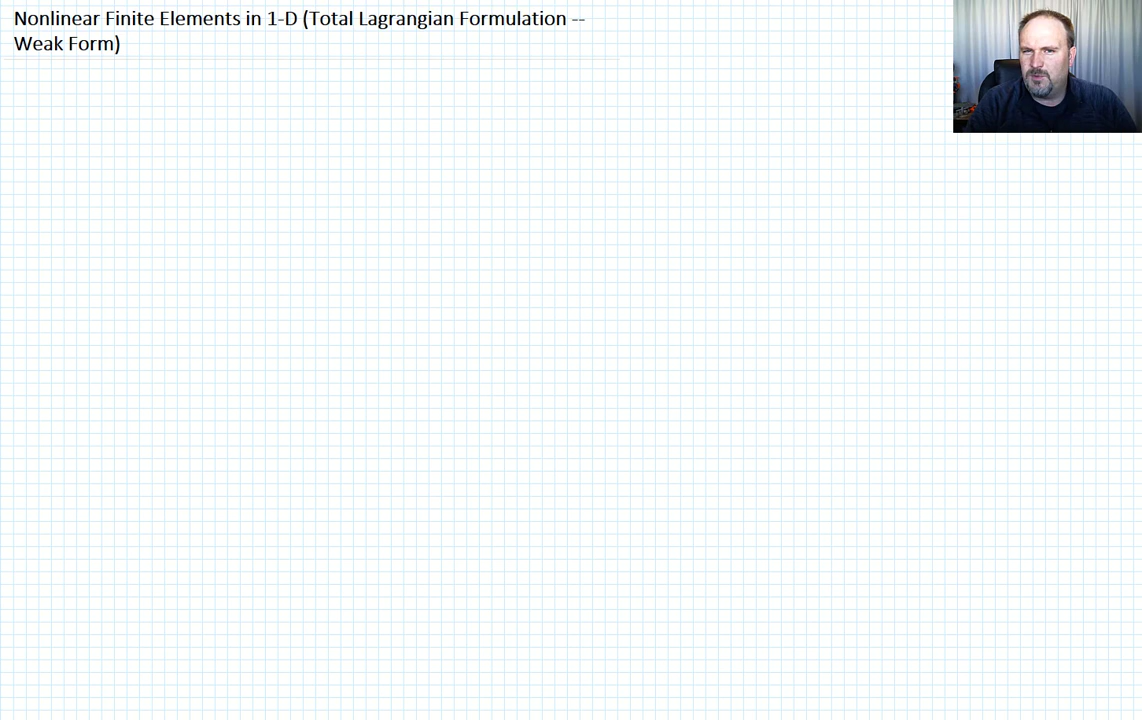 Nonlinear Finite Elements in 1-D (Total Lagrangian Formulation --
Weak Form)